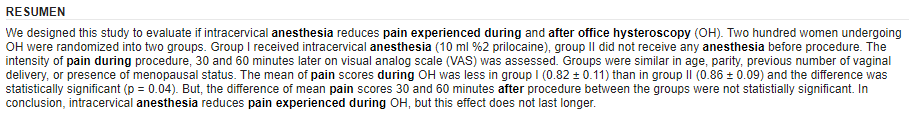 RESUMEN
We designed this study to evaluate if intracervical anesthesia reduces pain experienced during and after office hysteroscopy (OH). Two hundred women undergoing
OH were randomized into two groups. Group I received intracervical anesthesia (10 ml %2 prilocaine), group II did not receive any anesthesia before procedure. The
intensity of pain during procedure, 30 and 60 minutes later on visual analog scale (VAS) was assessed. Groups were similar in age, parity, previous number of vaginal
delivery, or presence of menopausal status. The mean of pain scores during OH was less in group I (0.82 ± 0.11) than in group II (0.86 ± 0.09) and the difference was
statistically significant (p = 0.04). But, the difference of mean pain scores 30 and 60 minutes after procedure between the groups were not statistially significant. In
conclusion, intracervical anesthesia reduces pain experienced during OH, but this effect does not last longer.